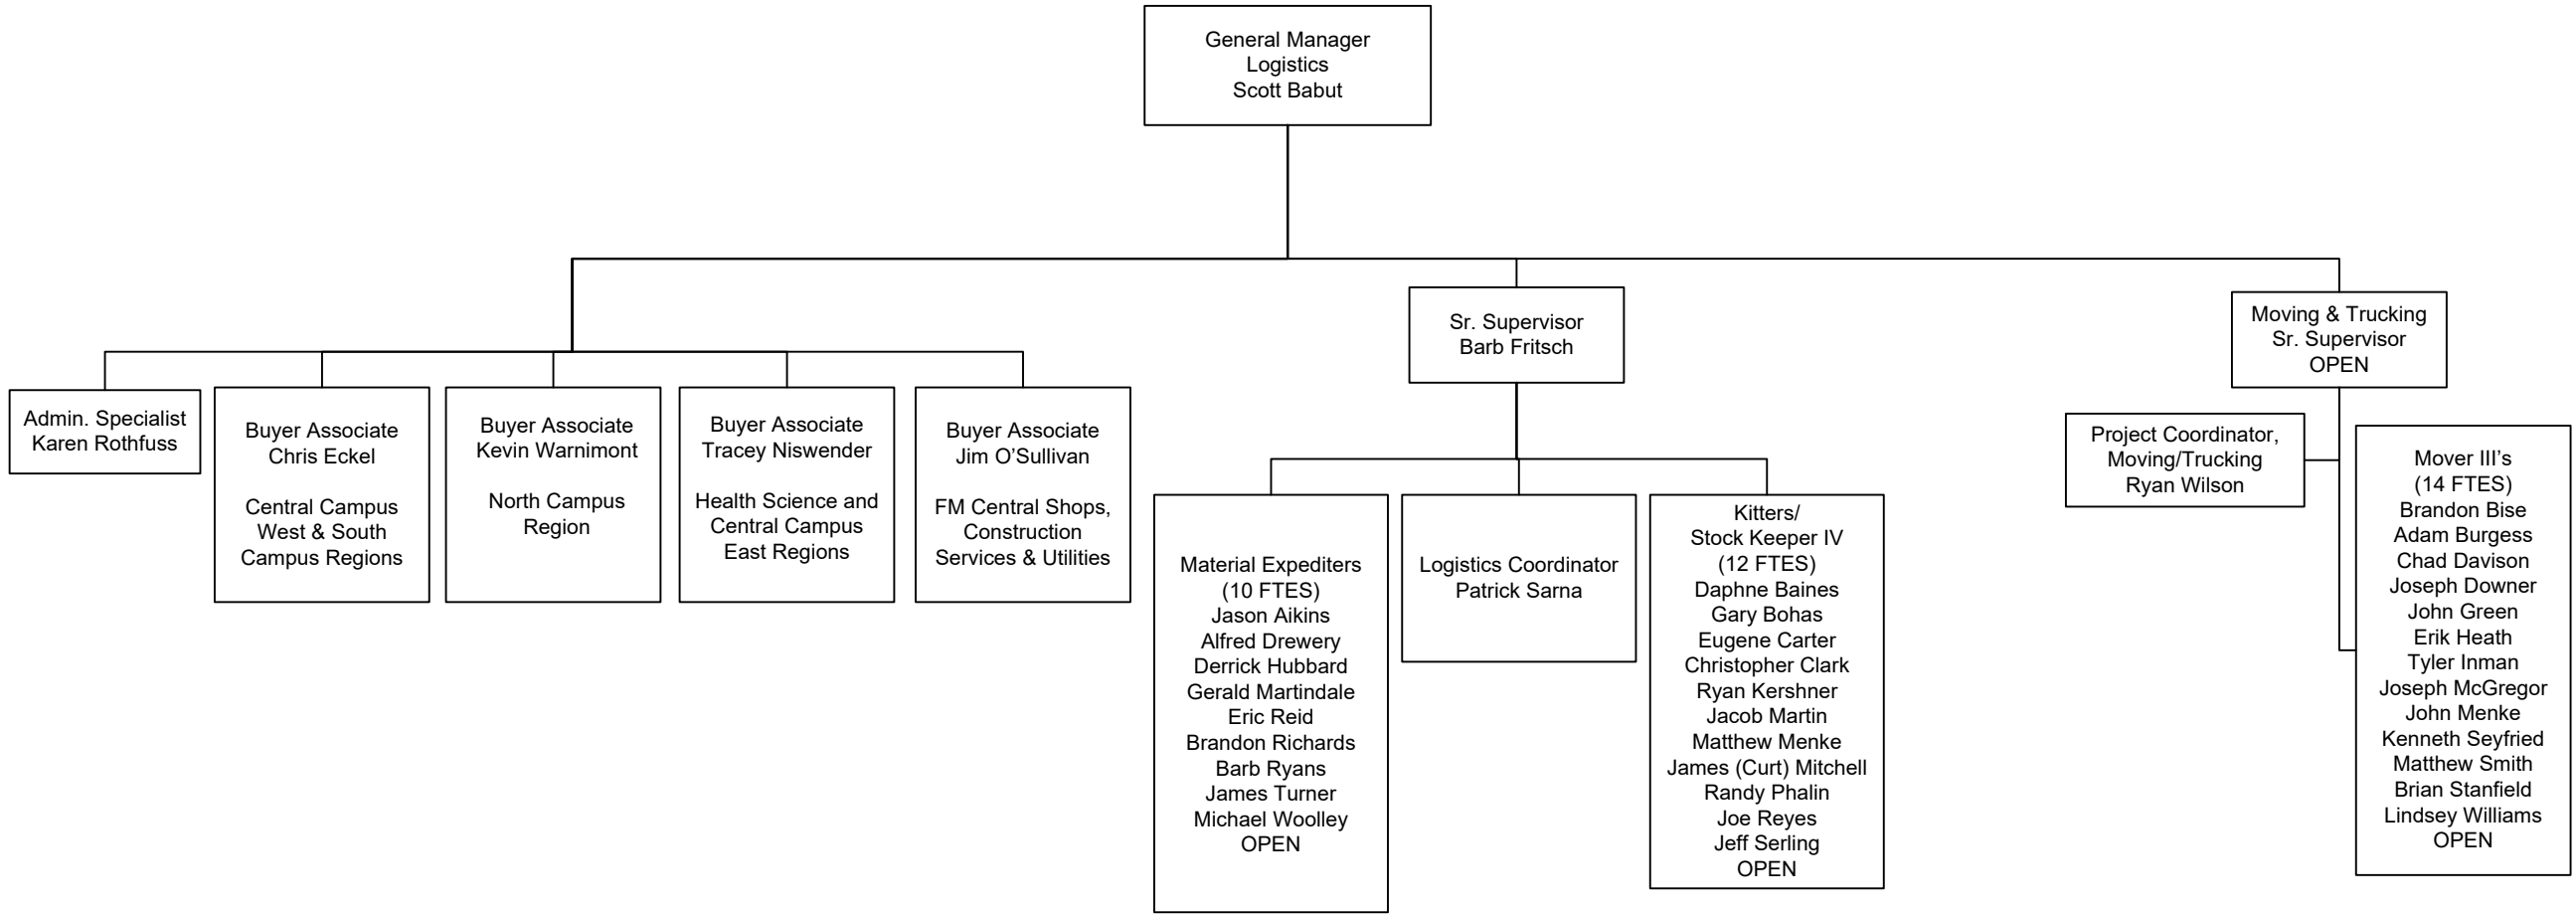 General Manager
Logistics
Scott Babut
Sr. Supervisor
Barb Fritsch
Moving & Trucking
Sr. Supervisor
OPEN
Admin. Specialist
Karen Rothfuss
Buyer Associate
Chris Eckel
Central Campus
West & South
Campus Regions
Buyer Associate
Kevin Warnimont
North Campus
Region
Buyer Associate
Tracey Niswender
Health Science and
Central Campus
East Regions
Buyer Associate
Jim O’Sullivan
FM Central Shops,
Construction
Services & Utilities
Material Expediters
(10 FTES)
Jason Aikins
Alfred Drewery
Derrick Hubbard
Gerald Martindale
Eric Reid
Brandon Richards
Barb Ryans
James Turner
Michael Woolley
OPEN
Logistics Coordinator
Patrick Sarna
Kitters/
Stock Keeper IV
(12 FTES)
Daphne Baines
Gary Bohas
Eugene Carter
Christopher Clark
Ryan Kershner
Jacob Martin
Matthew Menke
James (Curt) Mitchell
Randy Phalin
Joe Reyes
Jeff Serling
OPEN
Project Coordinator,
Moving/Trucking
Ryan Wilson
Mover III’s
(14 FTES)
Brandon Bise
Adam Burgess
Chad Davison
Joseph Downer
John Green
Erik Heath
Tyler Inman
Joseph McGregor
John Menke
Kenneth Seyfried
Matthew Smith
Brian Stanfield
Lindsey Williams
OPEN